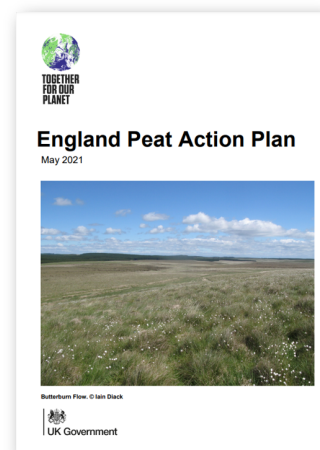 TOGETHER
FOR OUR
PLANET
England Peat Action Plan
May 2021
Butterburn Flow. © Iain Diack
UK Government